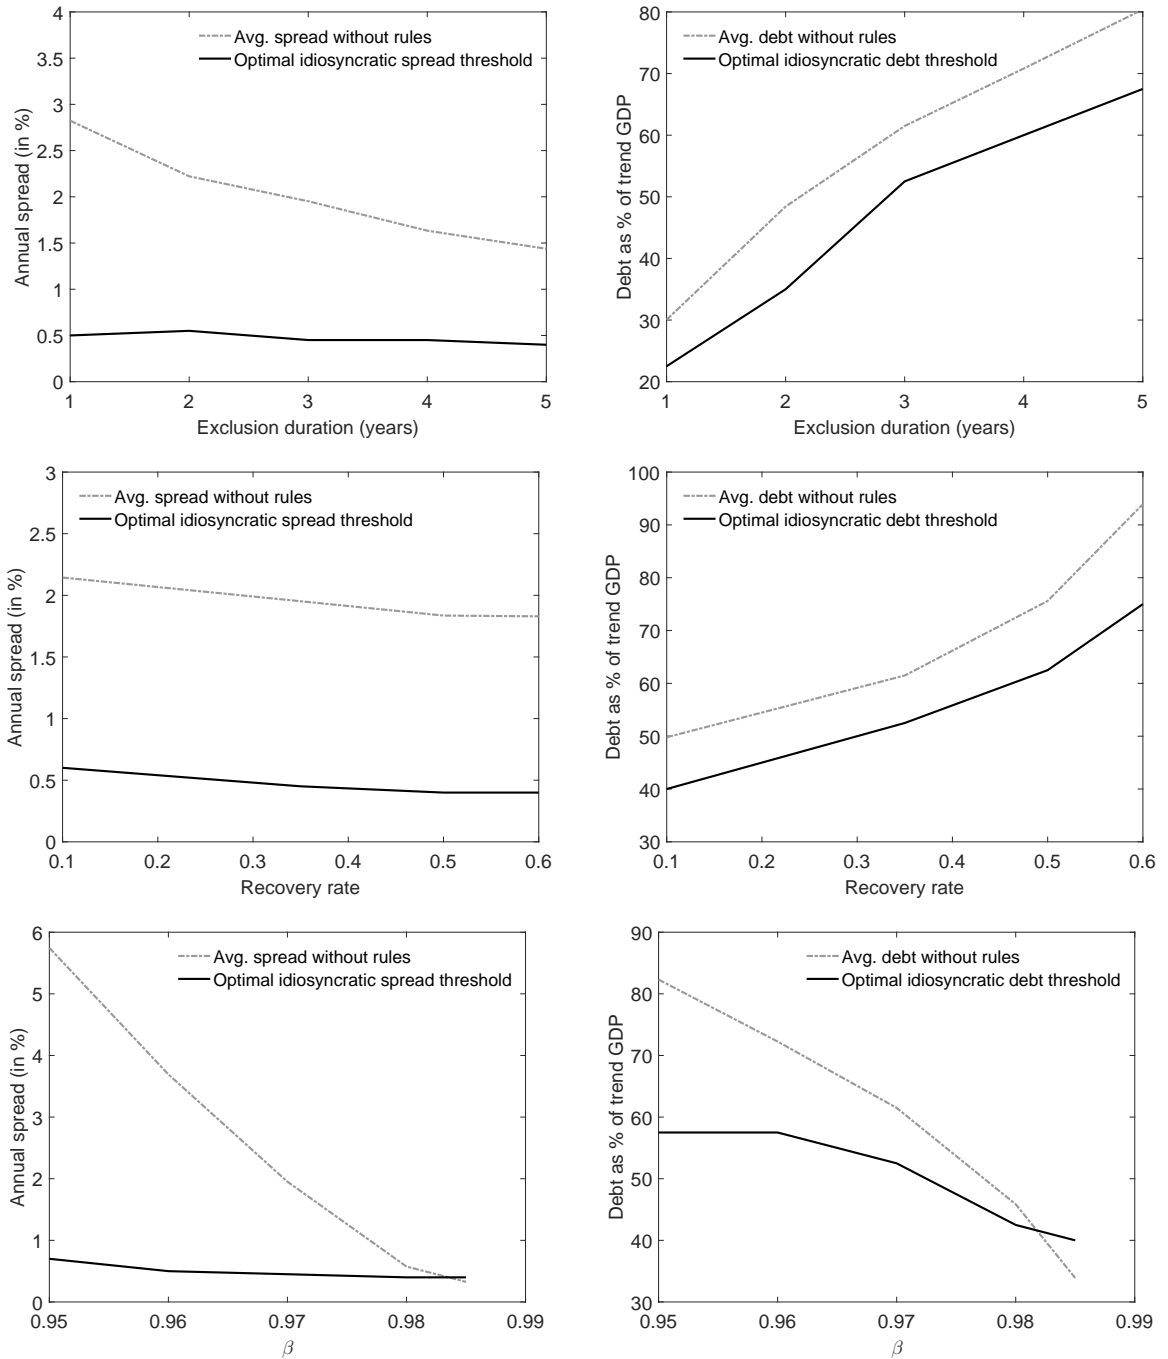 4
3.5
3
2.5
2
1.5
1
0.5
0
Annual spread (in %)
Avg. spread without rules
Optimal idiosyncratic spread threshold
1 2 3 4 5
Exclusion duration (years)
80
70
60
50
40
30
20
Debt as % of trend GDP
Avg. debt without rules
Optimal idiosyncratic debt threshold
1 2 3 4 5
Exclusion duration (years)
3
2.5
2
1.5
1
0.5
0
Annual spread (in %)
Avg. spread without rules
Optimal idiosyncratic spread threshold
0.1 0.2 0.3 0.4 0.5 0.6
Recovery rate
100
90
80
70
60
50
40
30
Debt as % of trend GDP
Avg. debt without rules
Optimal idiosyncratic debt threshold
0.1 0.2 0.3 0.4 0.5 0.6
Recovery rate
6
5
4
3
2
1
0
Annual spread (in %)
Avg. spread without rules
Optimal idiosyncratic spread threshold
0.95 0.96 0.97 0.98 0.99
β
90
80
70
60
50
40
30
Debt as % of trend GDP
Avg. debt without rules
Optimal idiosyncratic debt threshold
0.95 0.96 0.97 0.98 0.99
β